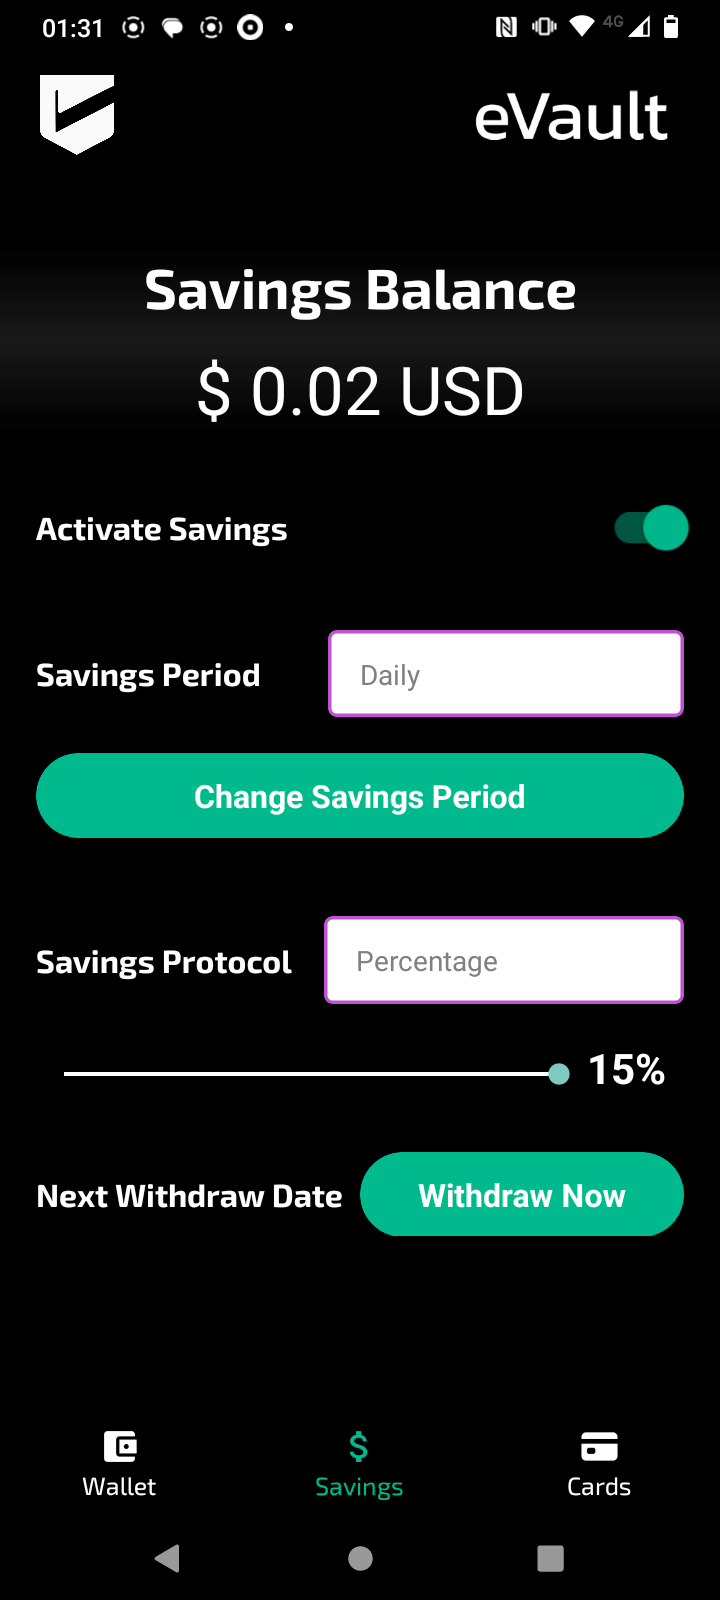 01:31
4G
eVault
Savings Balance
$ 0.02 USD
Activate Savings
Savings Period
Daily
Change Savings Period
Savings Protocol
Percentage
15%
Next Withdraw Date
Withdraw Now
Wallet
Savings
Cards